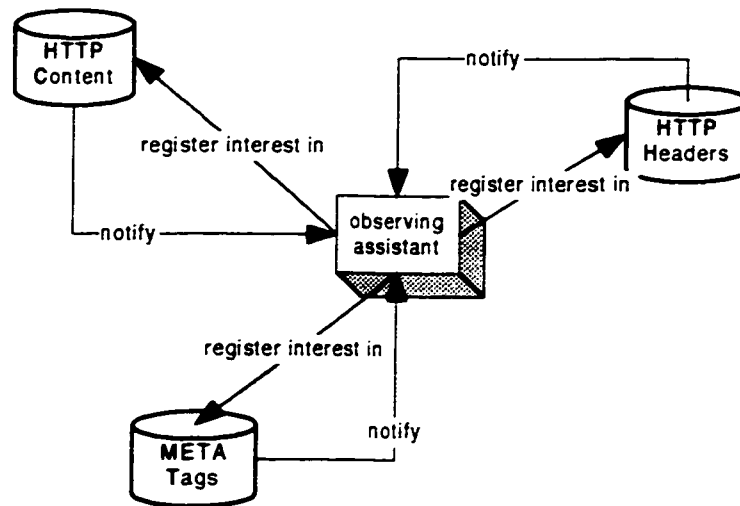 HTTP
Content
notify
HTTP
Headers
register interest in
register interest in
observing
assistant
notify
register interest in
notify
META
Tags